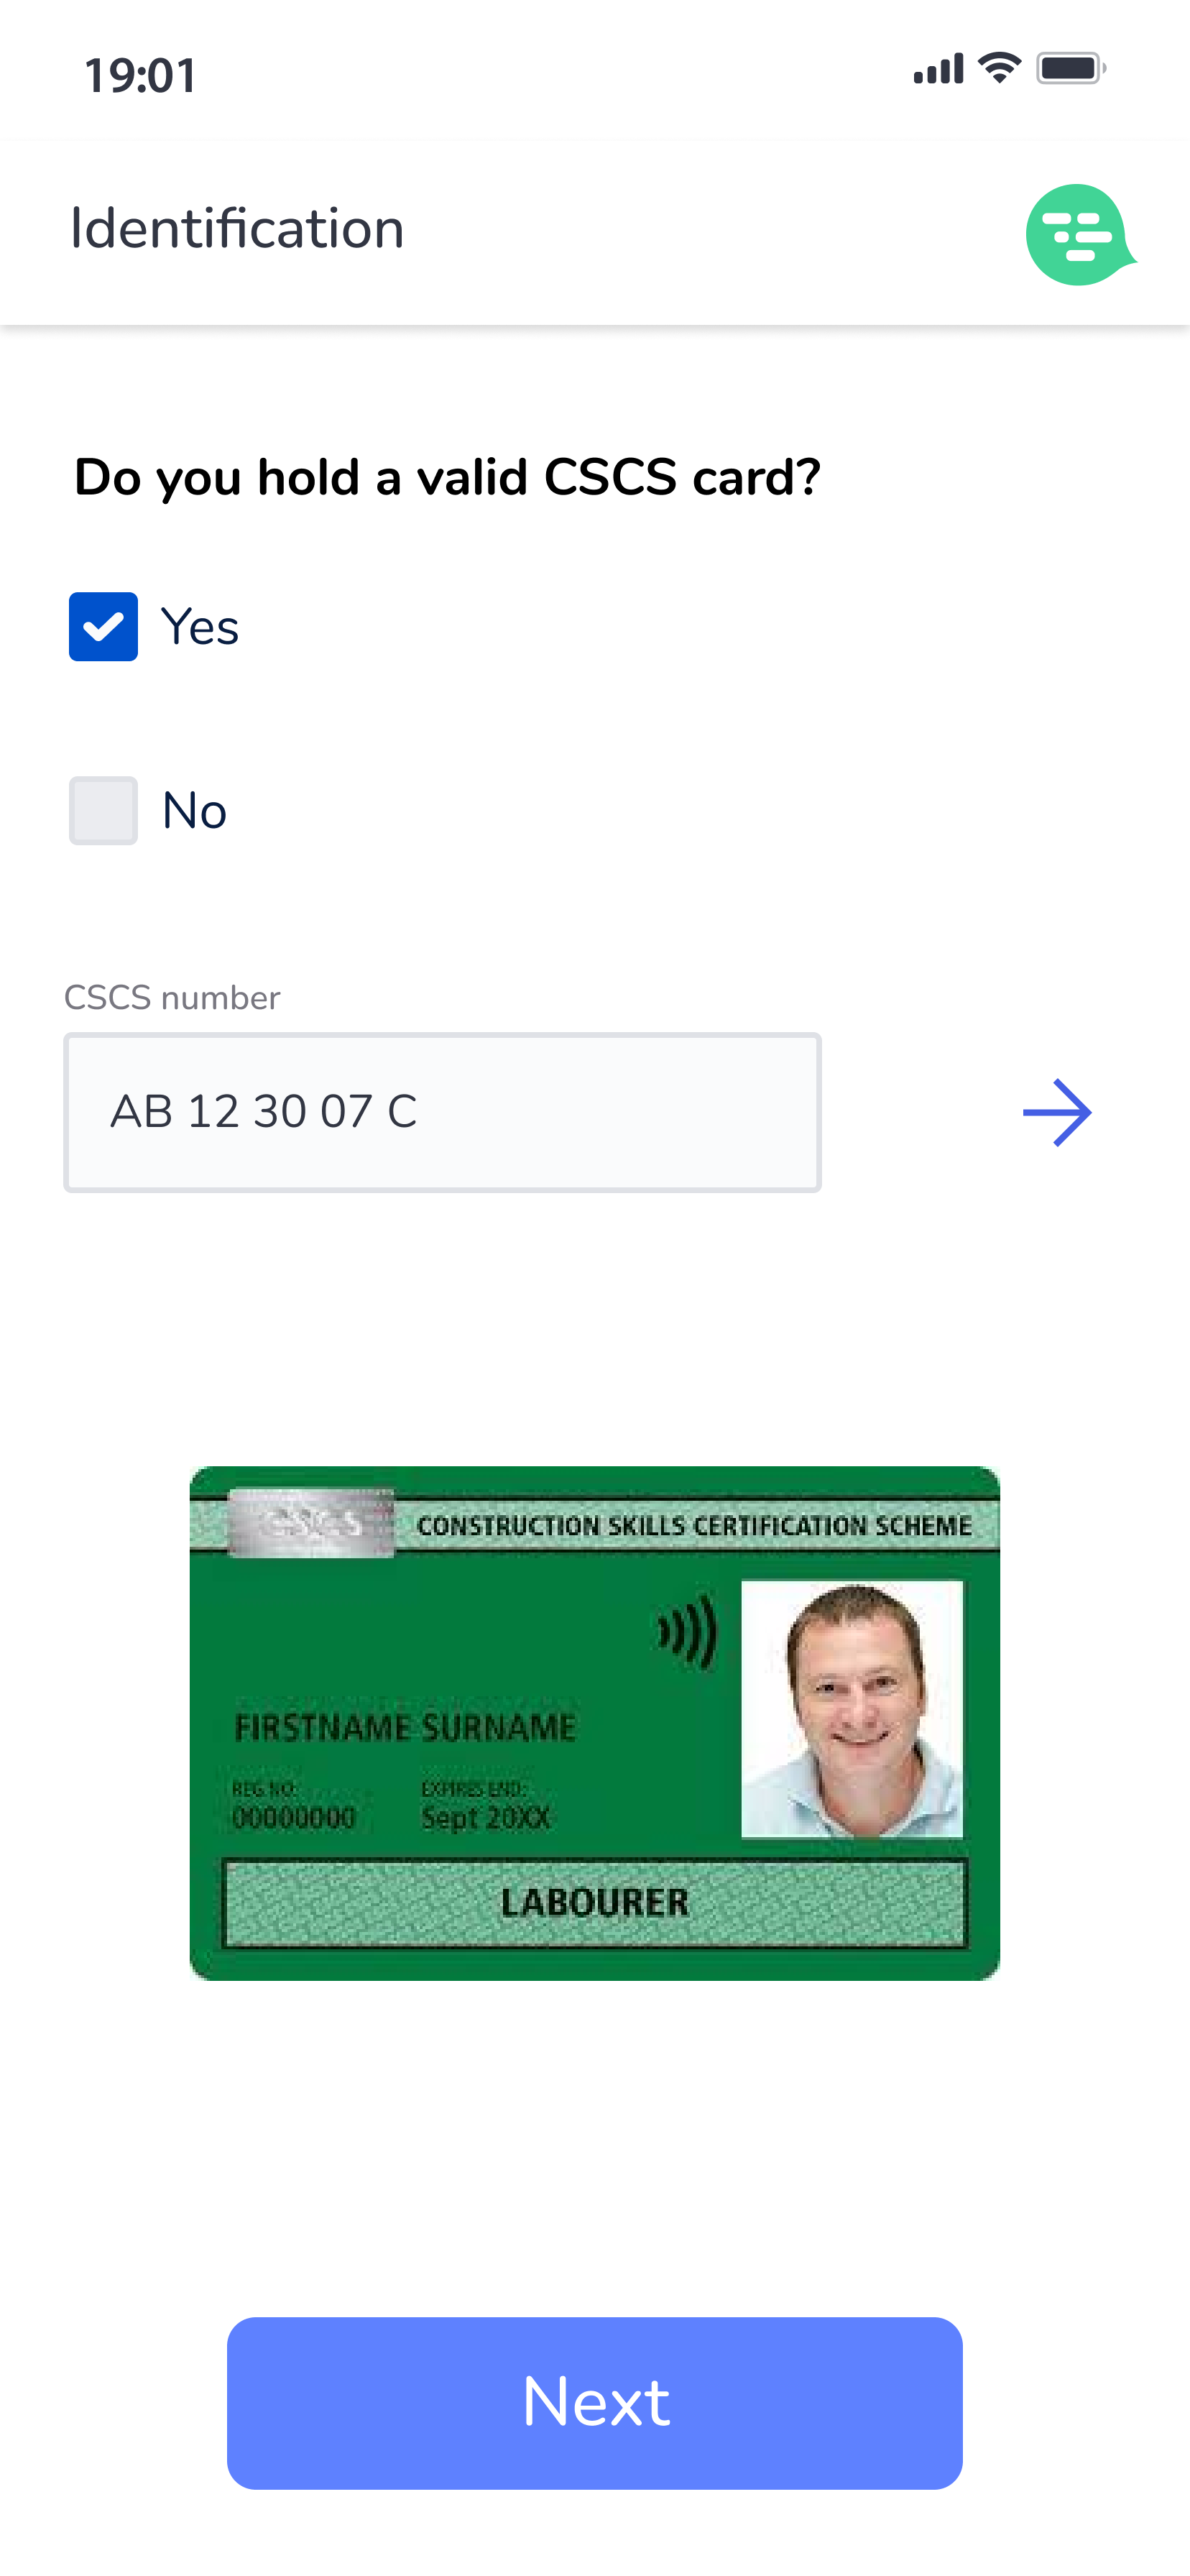 19:01
Identification
Do you hold a valid CSCS card?
Yes
No
CSCS number
AB 12 30 07 C
CSCS
CONSTRUCTION SKILLS CERTIFICATION SCHEME
FIRSTNAME SURNAME
REG NO: EXPIRES END:
00000000 Sept 20XX
LABOURER
Next